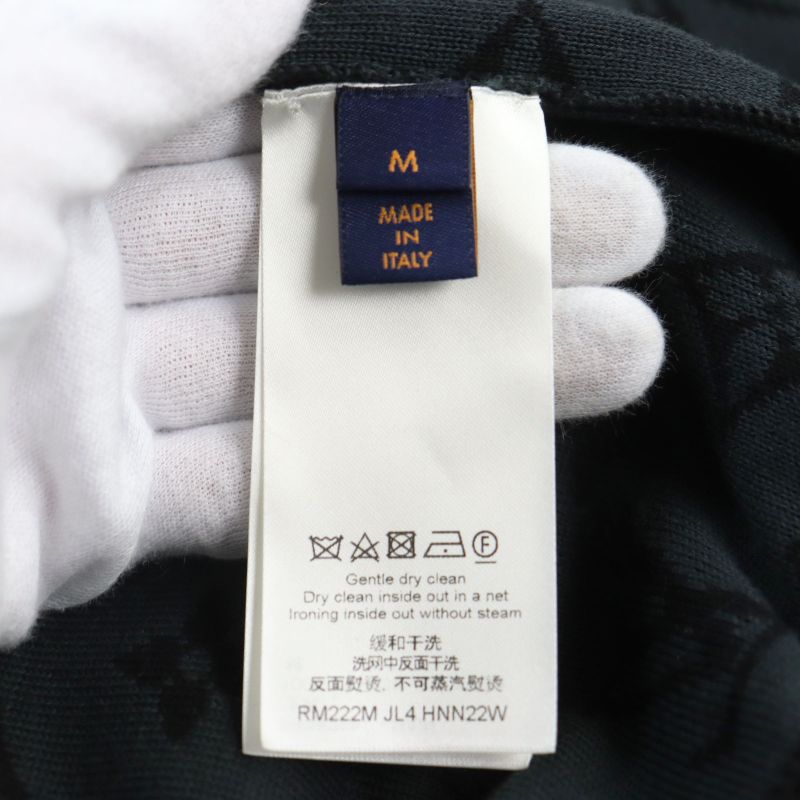 M
MADE
IN
ITALY
F
Gentle dry clean
Dry clean inside out in a net
Ironing inside out without steam
缓和干洗
洗网中反面干洗
反面熨烫, 不可蒸汽熨烫
RM222M JL4 HNN22W